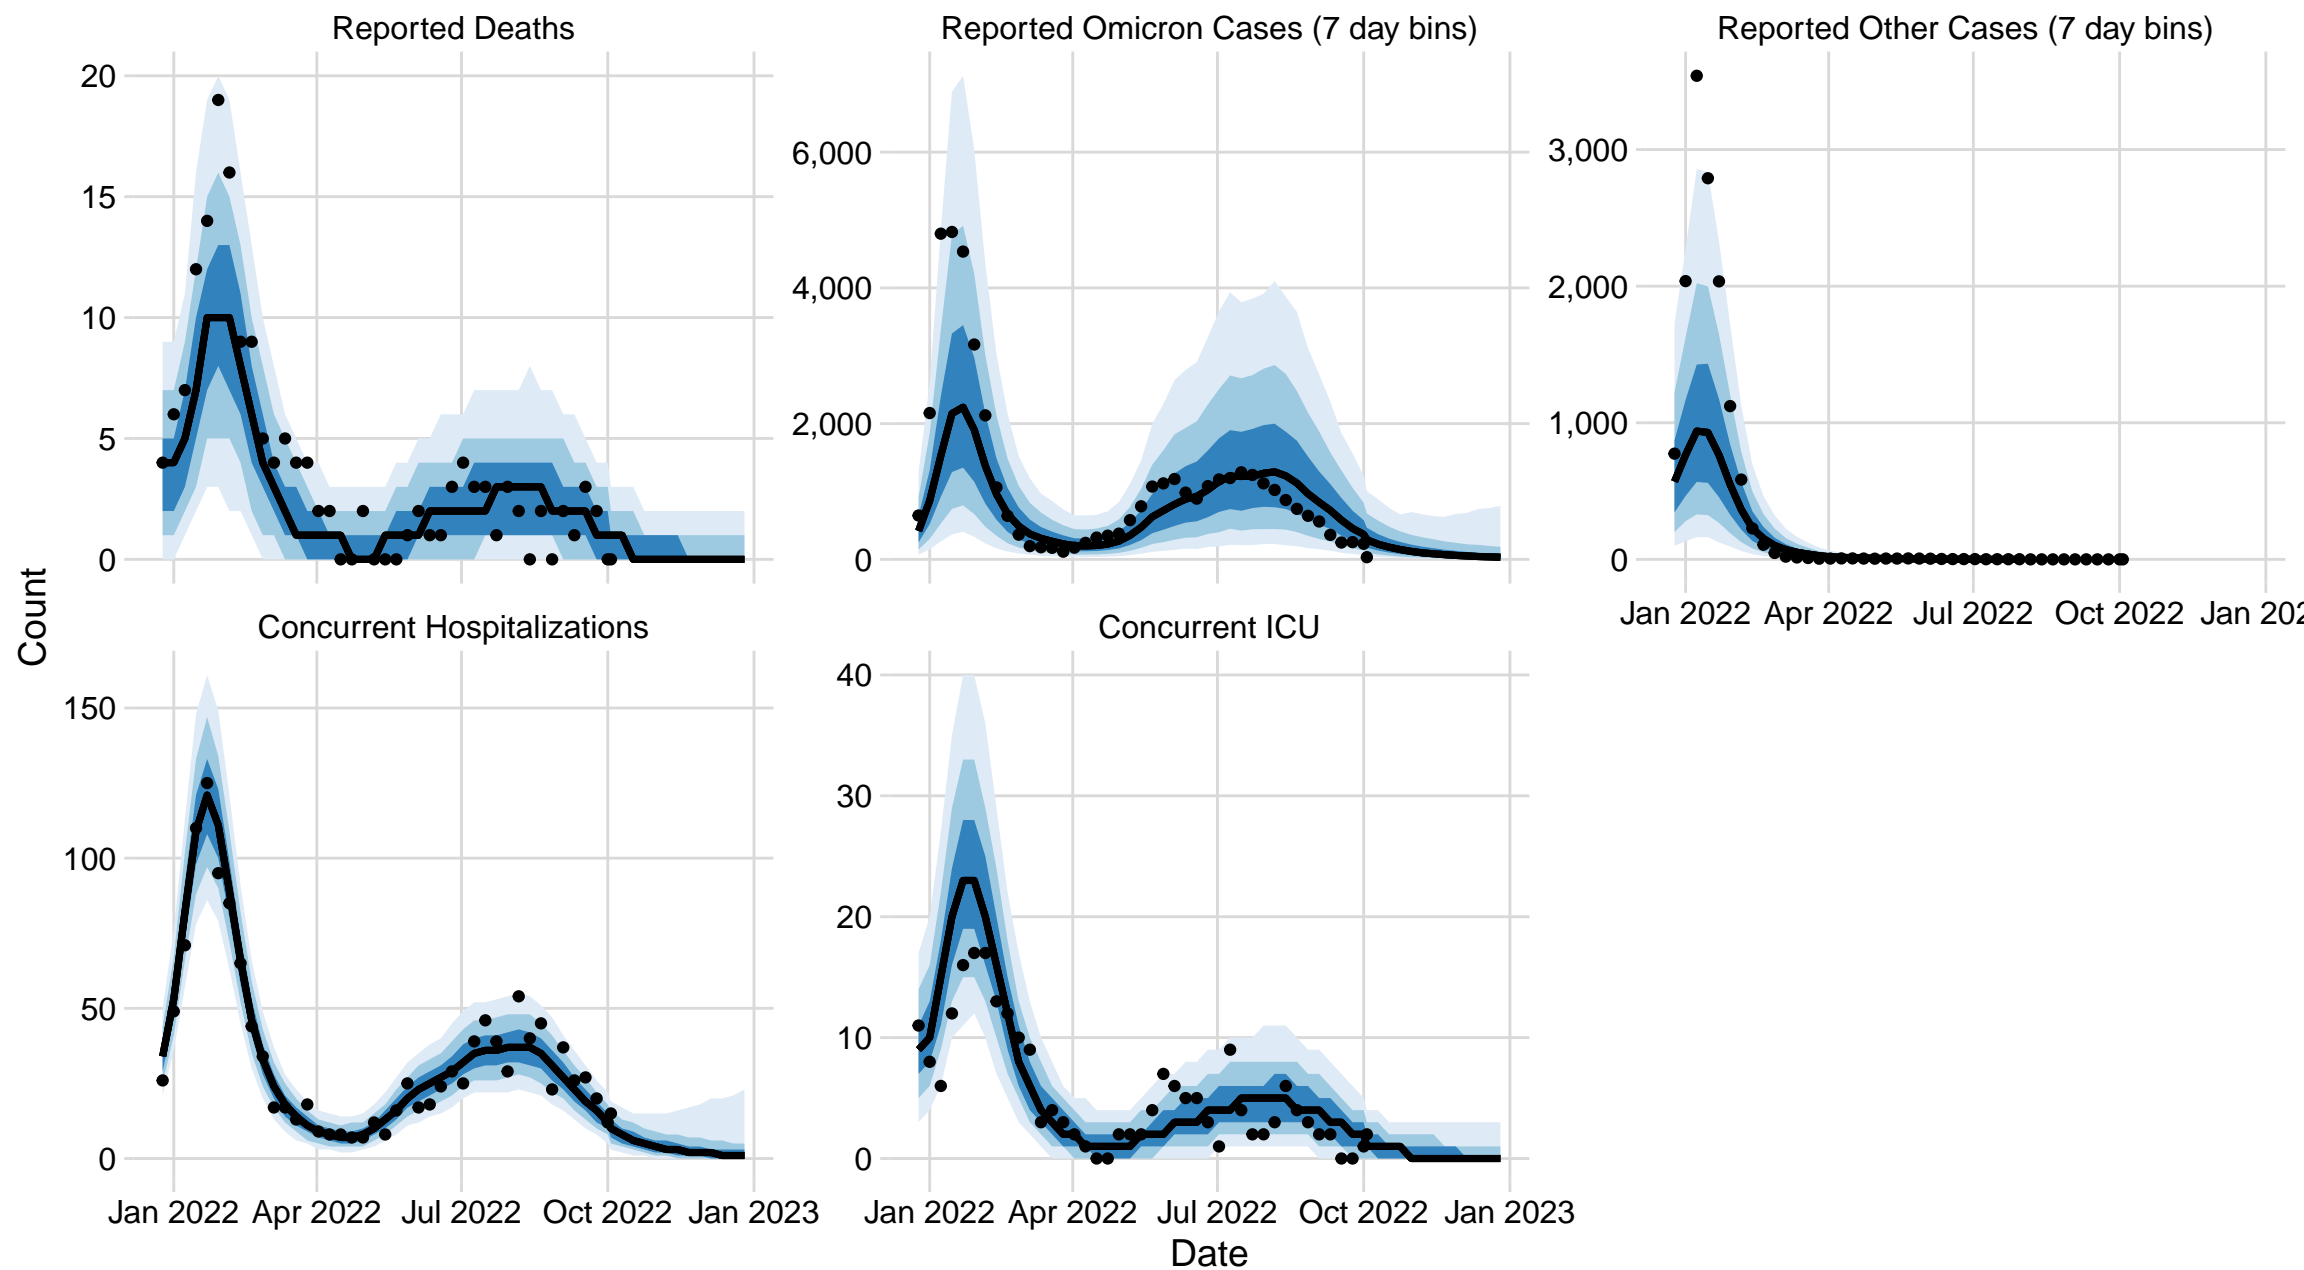 Reported Deaths
Reported Omicron Cases (7 day bins)
Reported Other Cases (7 day bins)
20
15
10
5
0
6,000
4,000
2,000
0
3,000
2,000
1,000
0
Jan 2022 Apr 2022 Jul 2022 Oct 2022 Jan 202
Count
Concurrent Hospitalizations
Concurrent ICU
150
100
50
0
40
30
20
10
0
Jan 2022 Apr 2022 Jul 2022 Oct 2022 Jan 2023
Jan 2022 Apr 2022 Jul 2022 Oct 2022 Jan 2023
Date